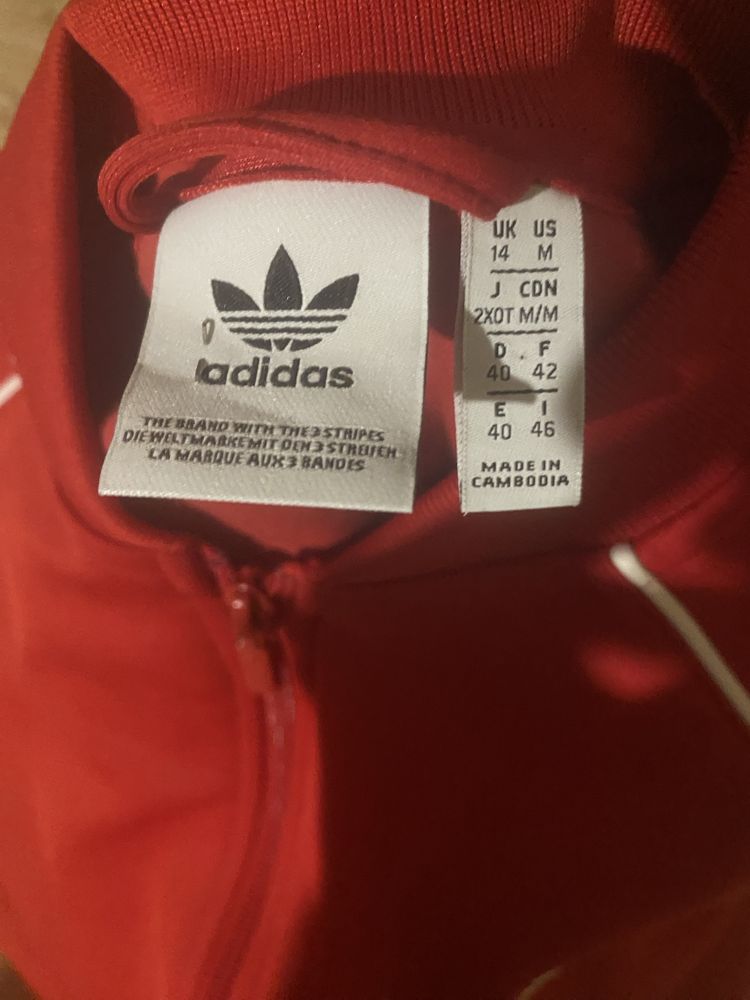 adidas
THE BRAND WITH THE 3 STRIPES
DIE WELTMARKE MIT DEN 3 STREIFEN
LA MARQUE AUX 3 BANDES
UK US
14 M
J CDN
2XOT M/M
D F
40 42
E I
40 46
MADE IN
CAMBODIA